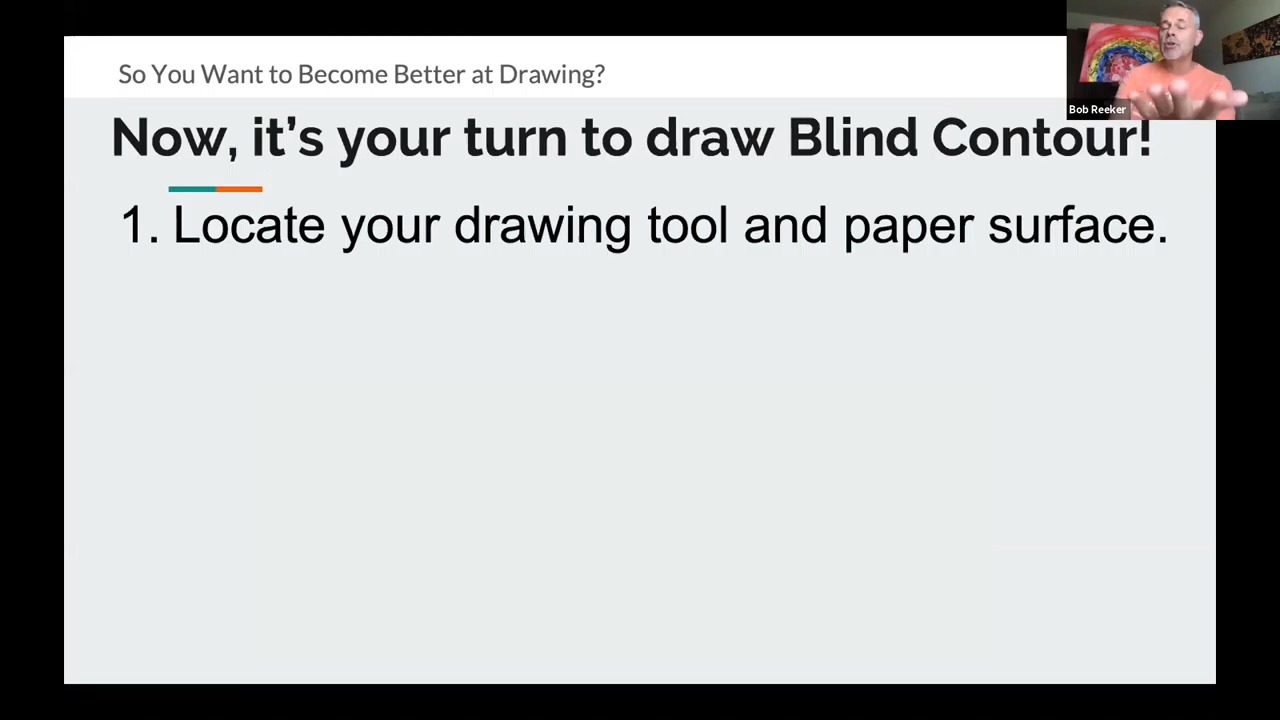 So You Want to Become Better at Drawing?
Bob Reeker
Now, it's your turn to draw Blind Contour!
1. Locate your drawing tool and paper surface.